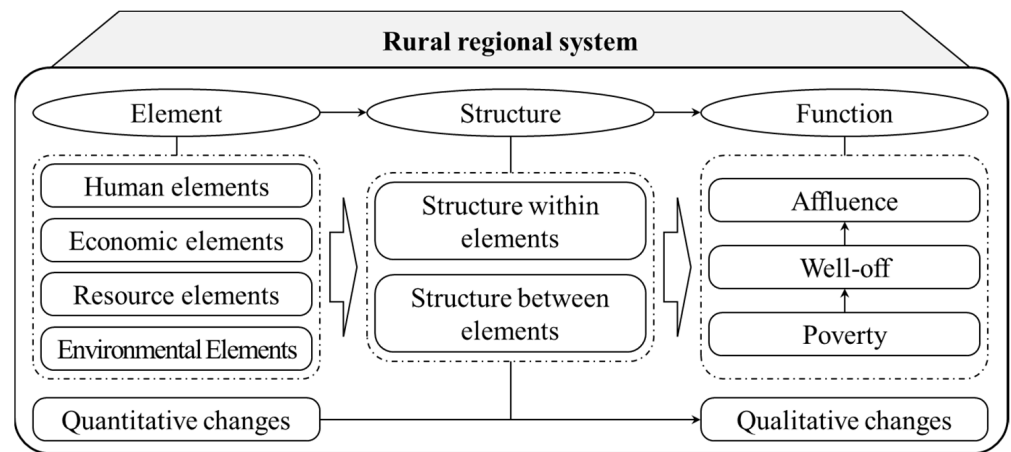 Rural regional system
Element
Structure
Function
Human elements
Economic elements
Resource elements
Environmental Elements
Structure within
elements
Structure between
elements
Affluence
Well-off
Poverty
Quantitative changes
Qualitative changes